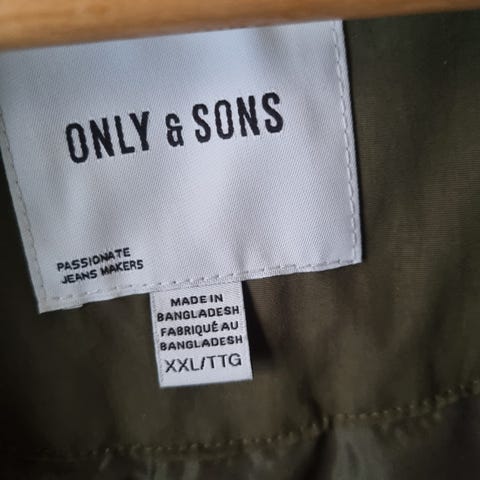 ONLY & SONS
PASSIONATE
JEANS MAKERS
MADE IN
BANGLADESH
FABRIQUÉ AU
BANGLADESH
XXL/TTG